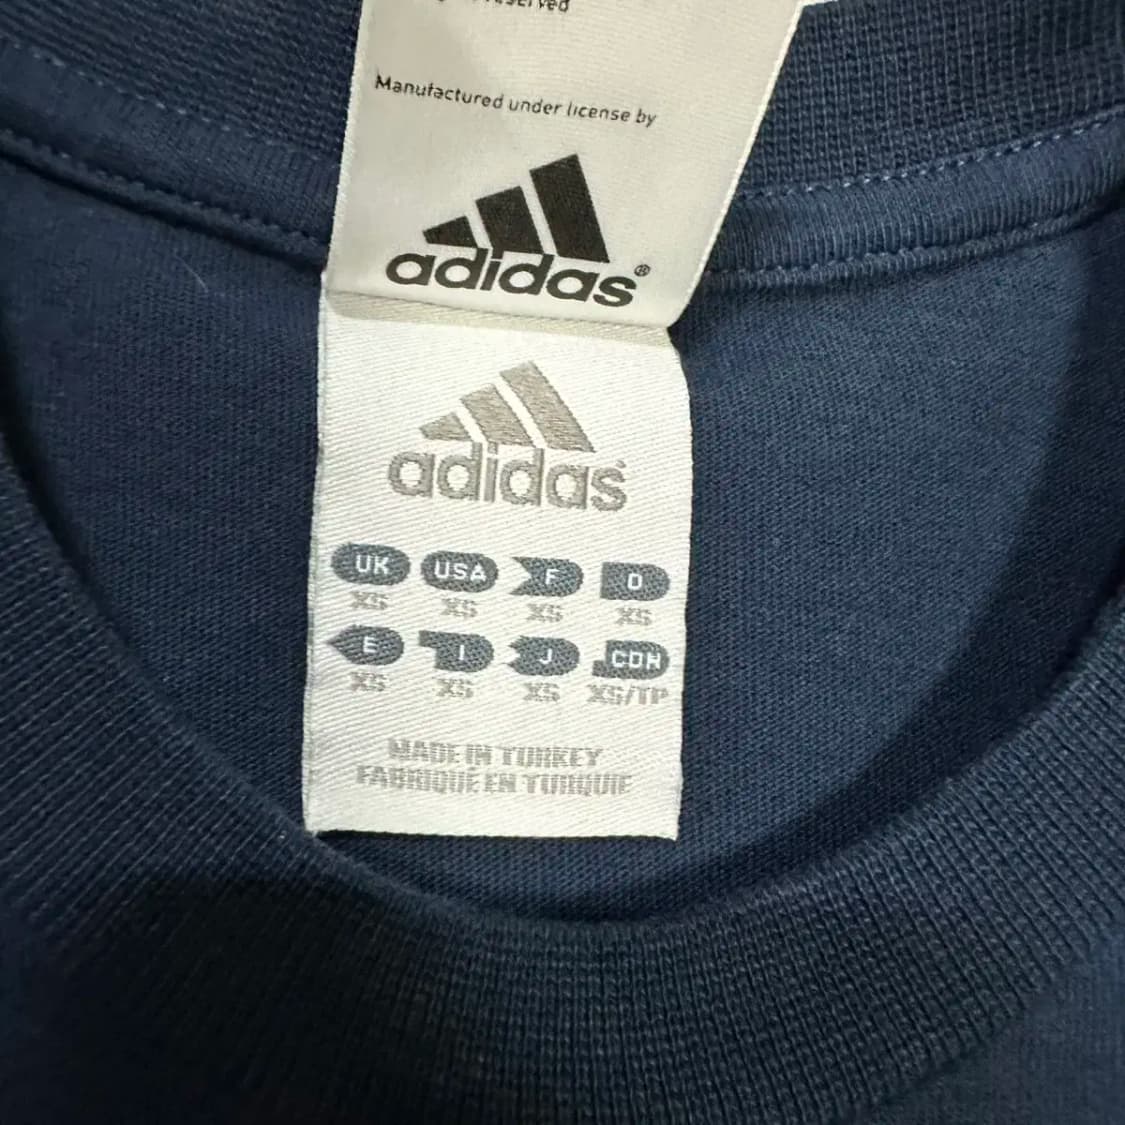 reserved
Manufactured under license by
adidas®
adidas
UK USA F D
XS XS XS XS
E I J CDN
XS XS XS XS/TP
MADE IN TURKEY
FABRIQUÉ EN TURQUIE